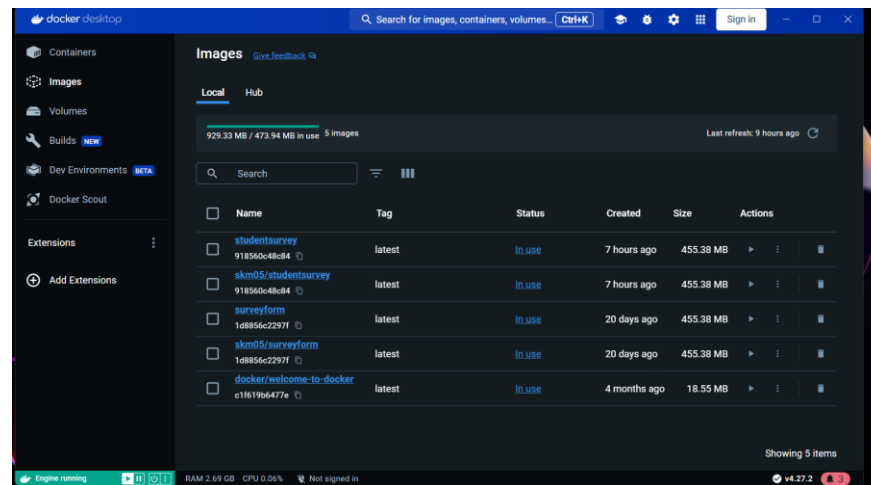 docker desktop
Search for images, containers, volumes... Ctrl+K
Sign in
Containers
Images
Volumes
Builds NEW
Dev Environments BETA
Docker Scout
Extensions
Add Extensions
Images Give feedback
Local Hub
929.33 MB / 473.94 MB in use 5 images
Last refresh: 9 hours ago
Search
Name Tag Status Created Size Actions
studentsurvey
918560c48c84
latest In use 7 hours ago 455.38 MB
skm05/studentsurvey
918560c48c84
latest In use 7 hours ago 455.38 MB
surveyform
1d8856c2297f
latest In use 20 days ago 455.38 MB
skm05/surveyform
1d8856c2297f
latest In use 20 days ago 455.38 MB
docker/welcome-to-docker
c1f619b6477e
latest In use 4 months ago 18.55 MB
Showing 5 items
Engine running
RAM 2.69 GB CPU 0.06% Not signed in
v4.27.2
3